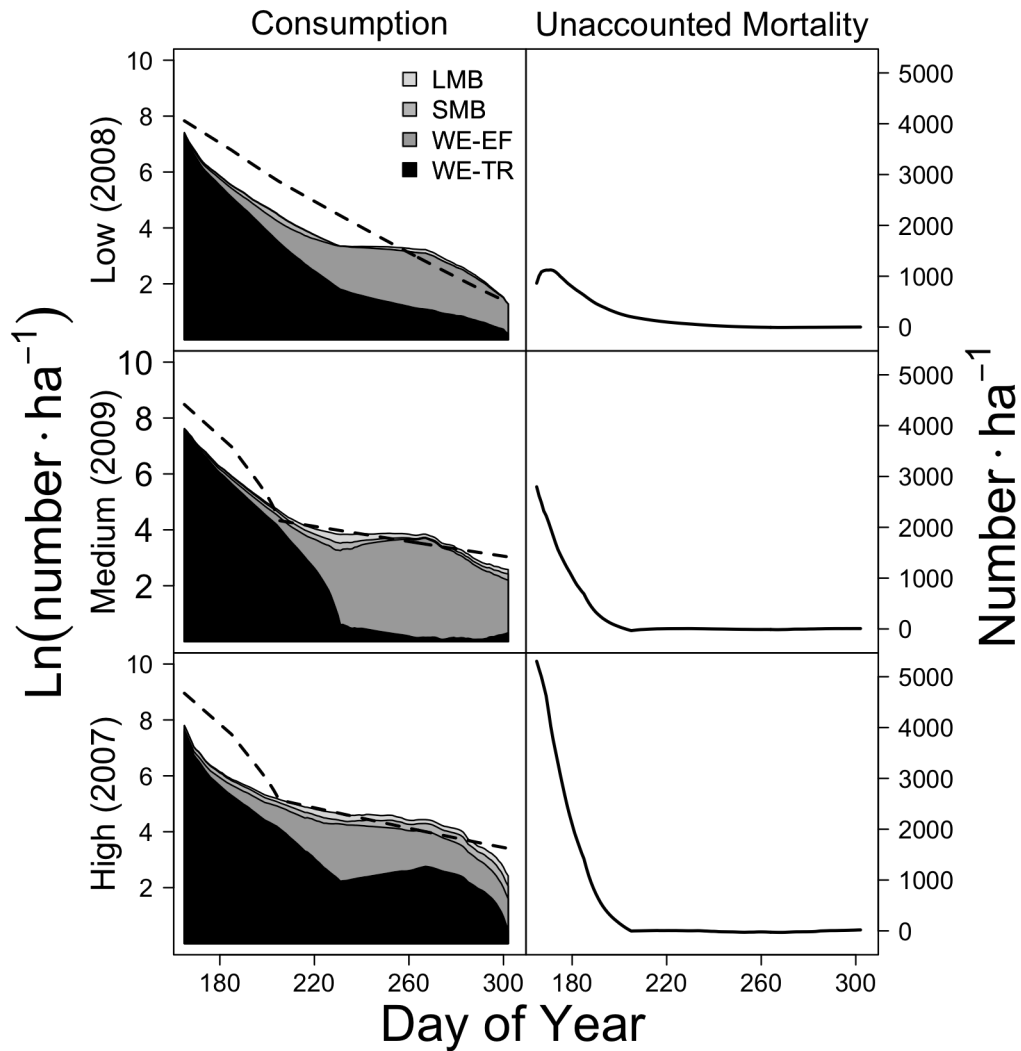 Consumption Unaccounted Mortality
LMB
SMB
WE-EF
WE-TR
Low (2008)
10
8
6
4
2
5000
4000
3000
2000
1000
0
Medium (2009)
10
8
6
4
2
5000
4000
3000
2000
1000
0
High (2007)
10
8
6
4
2
5000
4000
3000
2000
1000
0
Ln(number · ha⁻¹)
Number · ha⁻¹
180 220 260 300 180 220 260 300
Day of Year